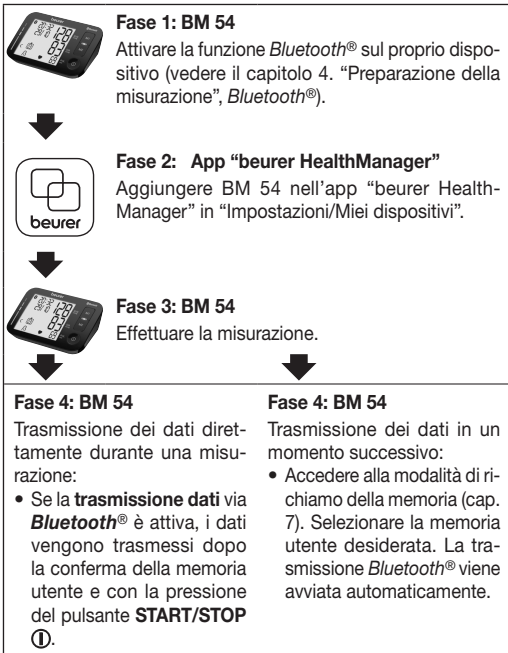 Fase 1: BM 54
Attivare la funzione Bluetooth® sul proprio dispo-
sitivo (vedere il capitolo 4. “Preparazione della
misurazione”, Bluetooth®).
beurer
Fase 2: App “beurer HealthManager”
Aggiungere BM 54 nell’app “beurer Health-
Manager” in “Impostazioni/Miei dispositivi”.
Fase 3: BM 54
Effettuare la misurazione.
Fase 4: BM 54
Trasmissione dei dati diret-
tamente durante una misu-
razione:
• Se la trasmissione dati via
Bluetooth® è attiva, i dati
vengono trasmessi dopo
la conferma della memoria
utente e con la pressione
del pulsante START/STOP
.
Fase 4: BM 54
Trasmissione dei dati in un
momento successivo:
• Accedere alla modalità di ri-
chiamo della memoria (cap.
7). Selezionare la memoria
utente desiderata. La tra-
smissione Bluetooth® viene
avviata automaticamente.